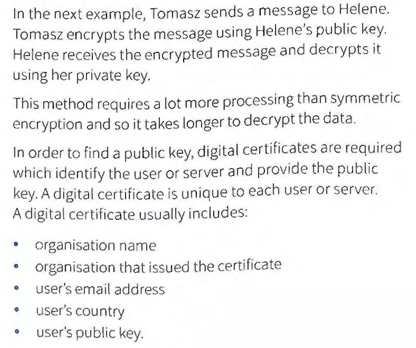 In the next example, Tomasz sends a message to Helene.
Tomasz encrypts the message using Helene's public key.
Helene receives the encrypted message and decrypts it
using her private key.
This method requires a lot more processing than symmetric
encryption and so it takes longer to decrypt the data.
In order to find a public key, digital certificates are required
which identify the user or server and provide the public
key. A digital certificate is unique to each user or server.
A digital certificate usually includes:
• organisation name
• organisation that issued the certificate
• user's email address
• user's country
• user's public key.